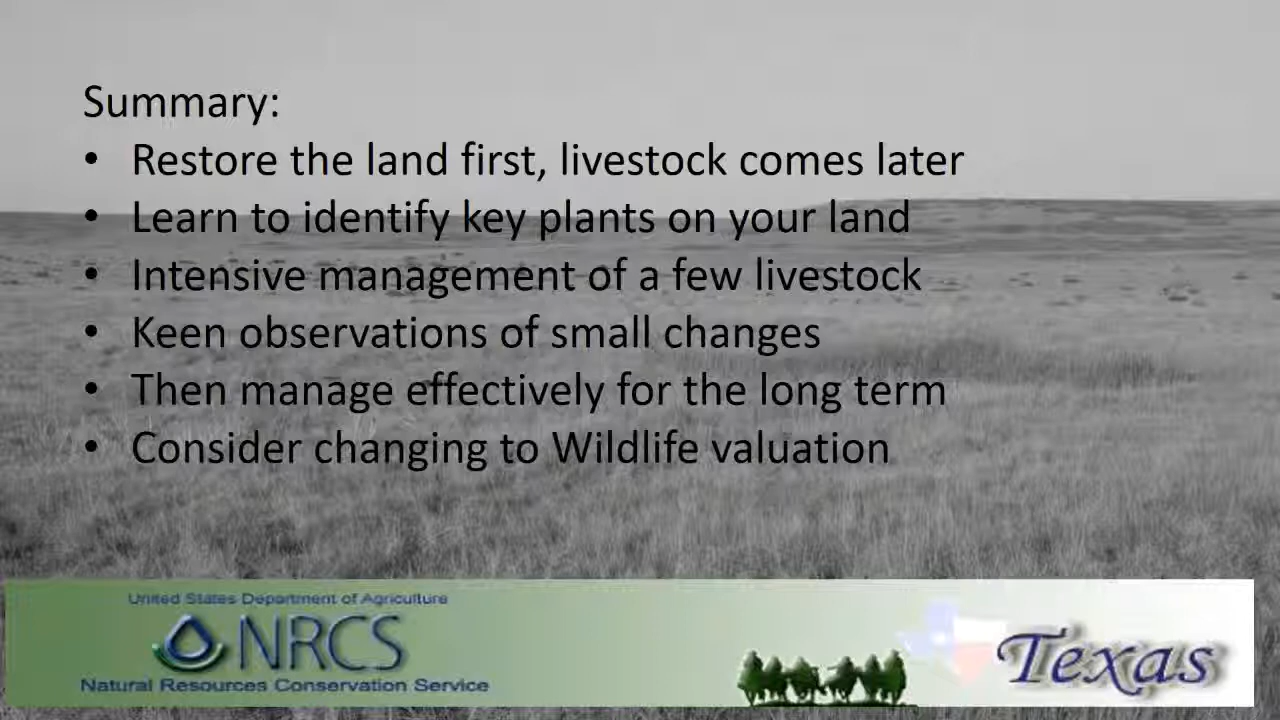 Summary:
• Restore the land first, livestock comes later
• Learn to identify key plants on your land
• Intensive management of a few livestock
• Keen observations of small changes
• Then manage effectively for the long term
• Consider changing to Wildlife valuation
United States Department of Agriculture
NRCS
Natural Resources Conservation Service
Texas